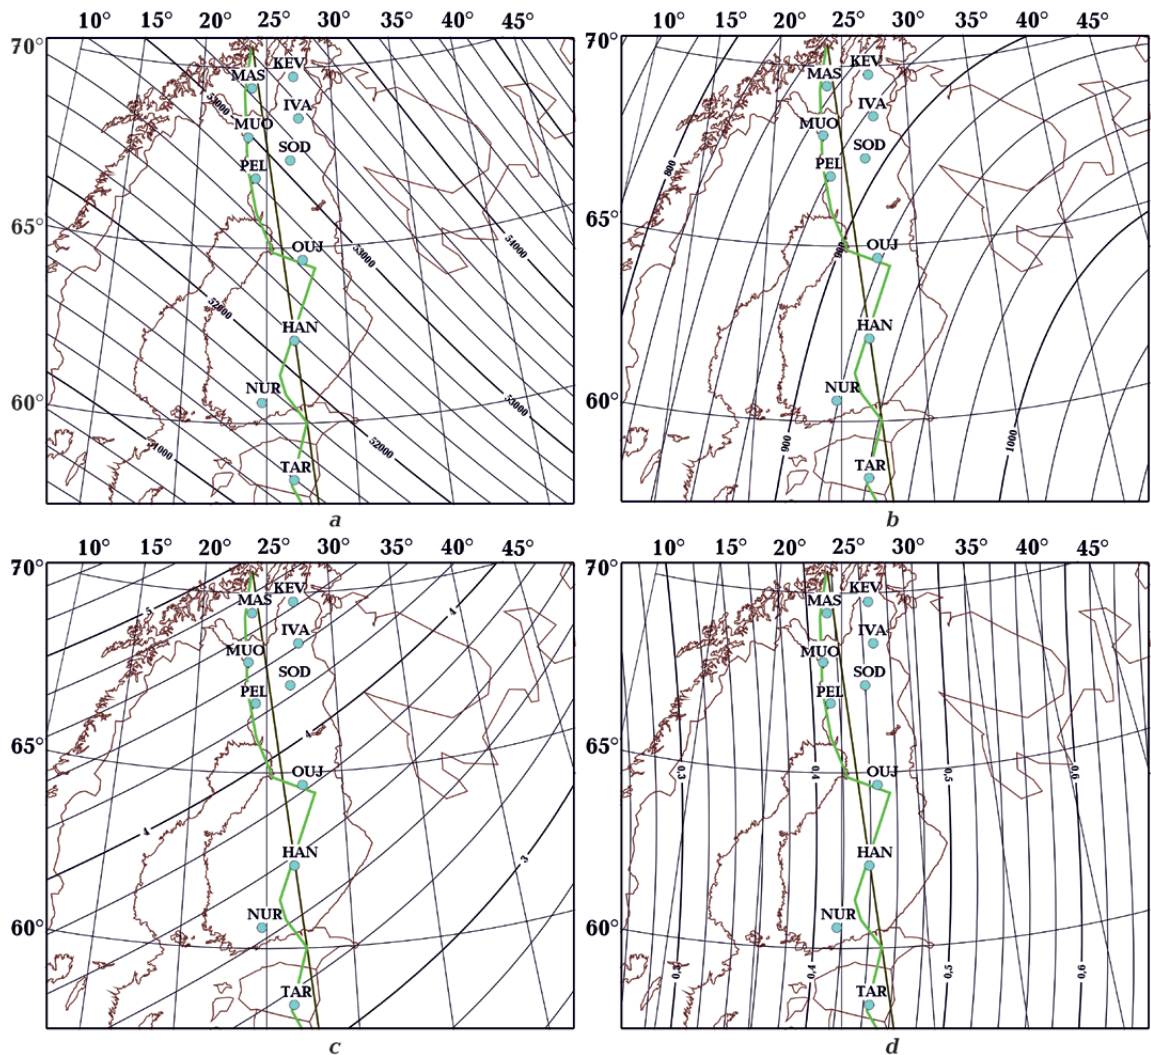 10° 15° 20° 25° 30° 35° 40° 45°
70°
65°
60°
KEV
MAS
IVA
MUO
SOD
PEL
OUJ
HAN
NUR
TAR
53000
54000
53000
52000
53000
52000
51000
a
10° 15° 20° 25° 30° 35° 40° 45°
70°
65°
60°
KEV
MAS
IVA
MUO
SOD
PEL
OUJ
HAN
NUR
TAR
800
900
900
1000
b
10° 15° 20° 25° 30° 35° 40° 45°
70°
65°
60°
KEV
MAS
IVA
MUO
SOD
PEL
OUJ
HAN
NUR
TAR
5
4
4
4
3
c
10° 15° 20° 25° 30° 35° 40° 45°
70°
65°
60°
KEV
MAS
IVA
MUO
SOD
PEL
OUJ
HAN
NUR
TAR
0,3 0,4 0,5 0,6
0,3 0,4 0,5 0,6
d